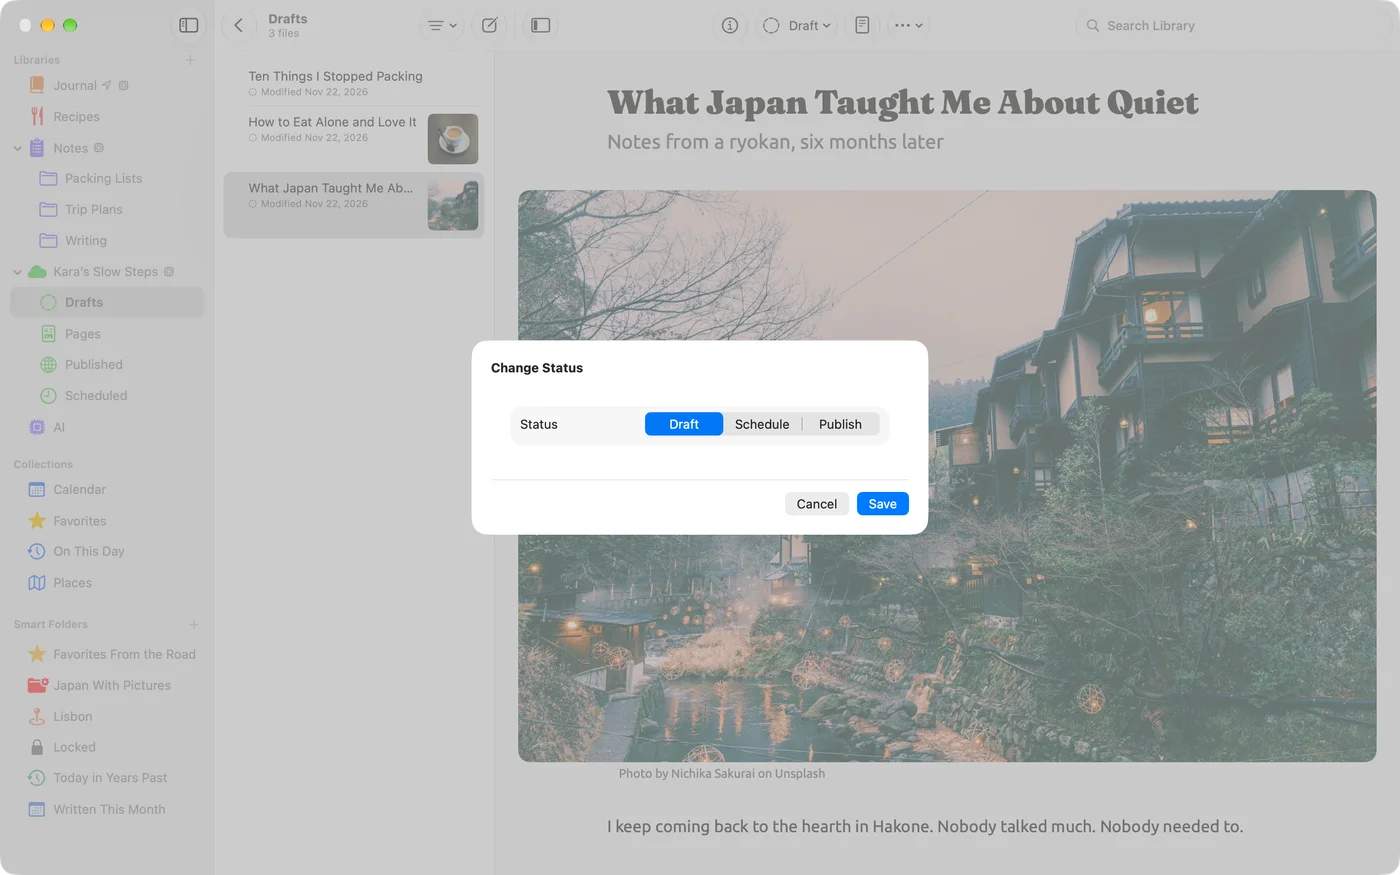 Drafts
3 files
Draft
Search Library
Libraries
Journal
Recipes
Notes
Packing Lists
Trip Plans
Writing
Kara's Slow Steps
Drafts
Pages
Published
Scheduled
AI
Collections
Calendar
Favorites
On This Day
Places
Smart Folders
Favorites From the Road
Japan With Pictures
Lisbon
Locked
Today in Years Past
Written This Month
Ten Things I Stopped Packing
Modified Nov 22, 2026
How to Eat Alone and Love It
Modified Nov 22, 2026
What Japan Taught Me Ab...
Modified Nov 22, 2026
What Japan Taught Me About Quiet
Notes from a ryokan, six months later
Change Status
Status
Draft
Schedule
Publish
Cancel
Save
Photo by Nichika Sakurai on Unsplash
I keep coming back to the hearth in Hakone. Nobody talked much. Nobody needed to.